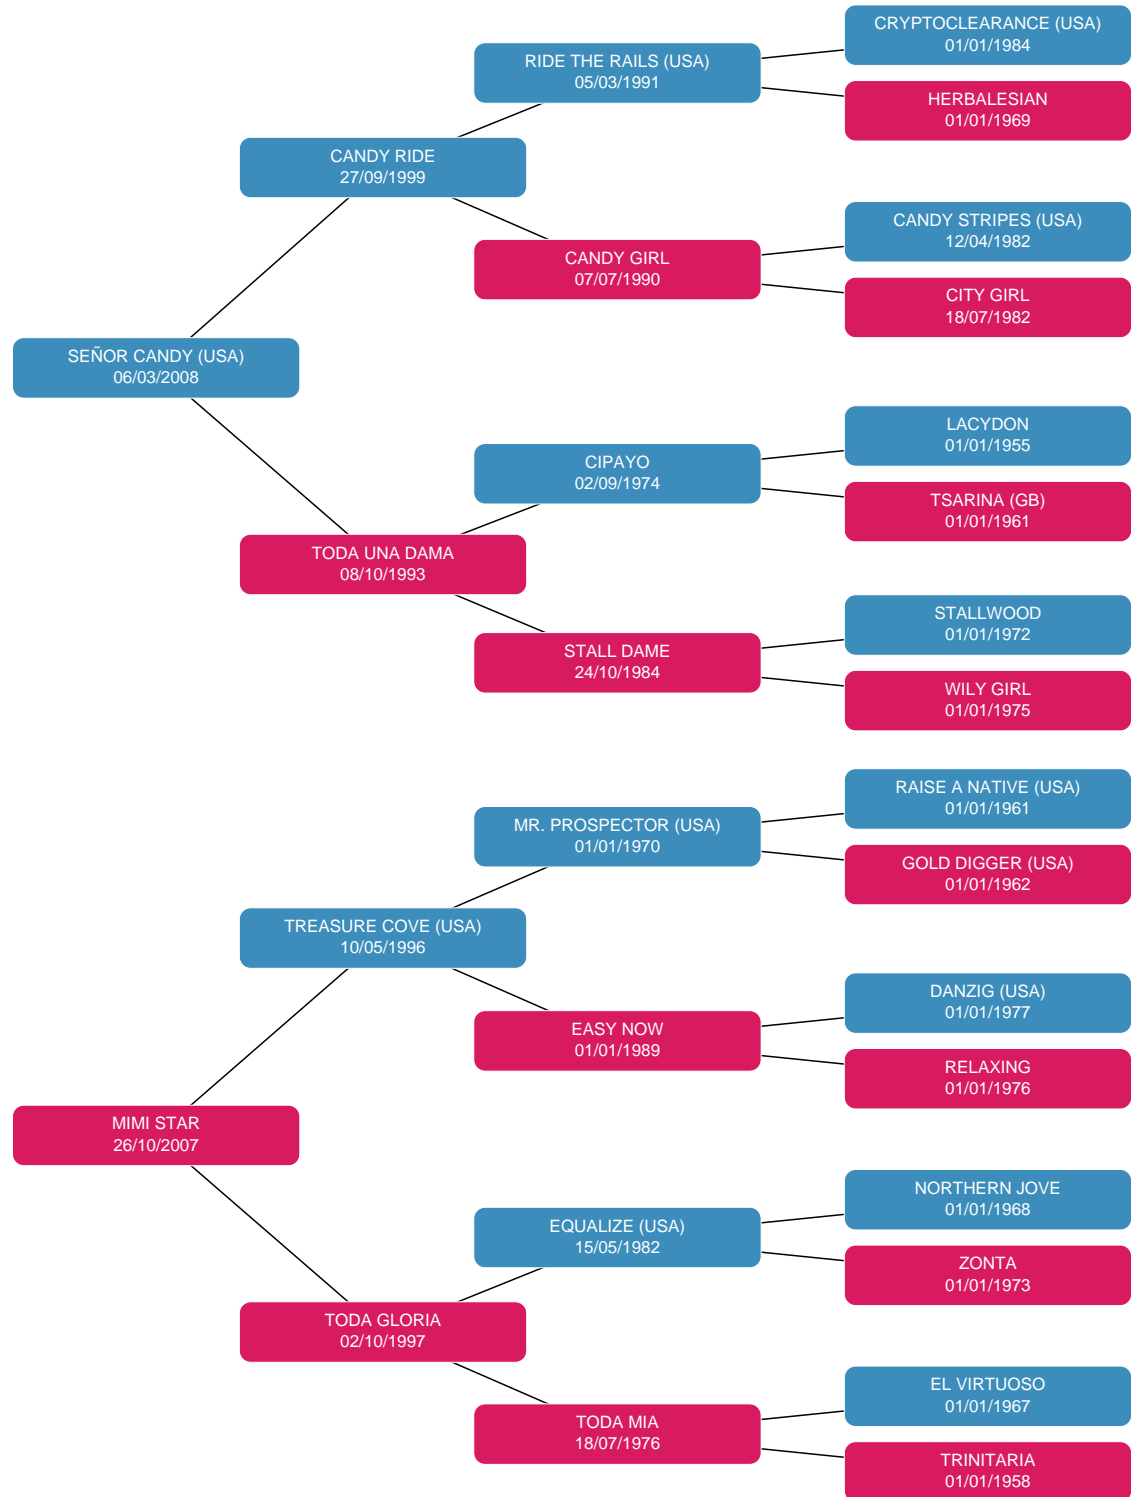 CRYPTOCLEARANCE (USA)
01/01/1984
RIDE THE RAILS (USA)
05/03/1991
HERBALESIAN
01/01/1969
CANDY RIDE
27/09/1999
CANDY STRIPES (USA)
12/04/1982
CANDY GIRL
07/07/1990
CITY GIRL
18/07/1982
SEÑOR CANDY (USA)
06/03/2008
LACYDON
01/01/1955
CIPAYO
02/09/1974
TSARINA (GB)
01/01/1961
TODA UNA DAMA
08/10/1993
STALLWOOD
01/01/1972
STALL DAME
24/10/1984
WILY GIRL
01/01/1975
RAISE A NATIVE (USA)
01/01/1961
MR. PROSPECTOR (USA)
01/01/1970
GOLD DIGGER (USA)
01/01/1962
TREASURE COVE (USA)
10/05/1996
DANZIG (USA)
01/01/1977
EASY NOW
01/01/1989
RELAXING
01/01/1976
MIMI STAR
26/10/2007
NORTHERN JOVE
01/01/1968
EQUALIZE (USA)
15/05/1982
ZONTA
01/01/1973
TODA GLORIA
02/10/1997
EL VIRTUOSO
01/01/1967
TODA MIA
18/07/1976
TRINITARIA
01/01/1958